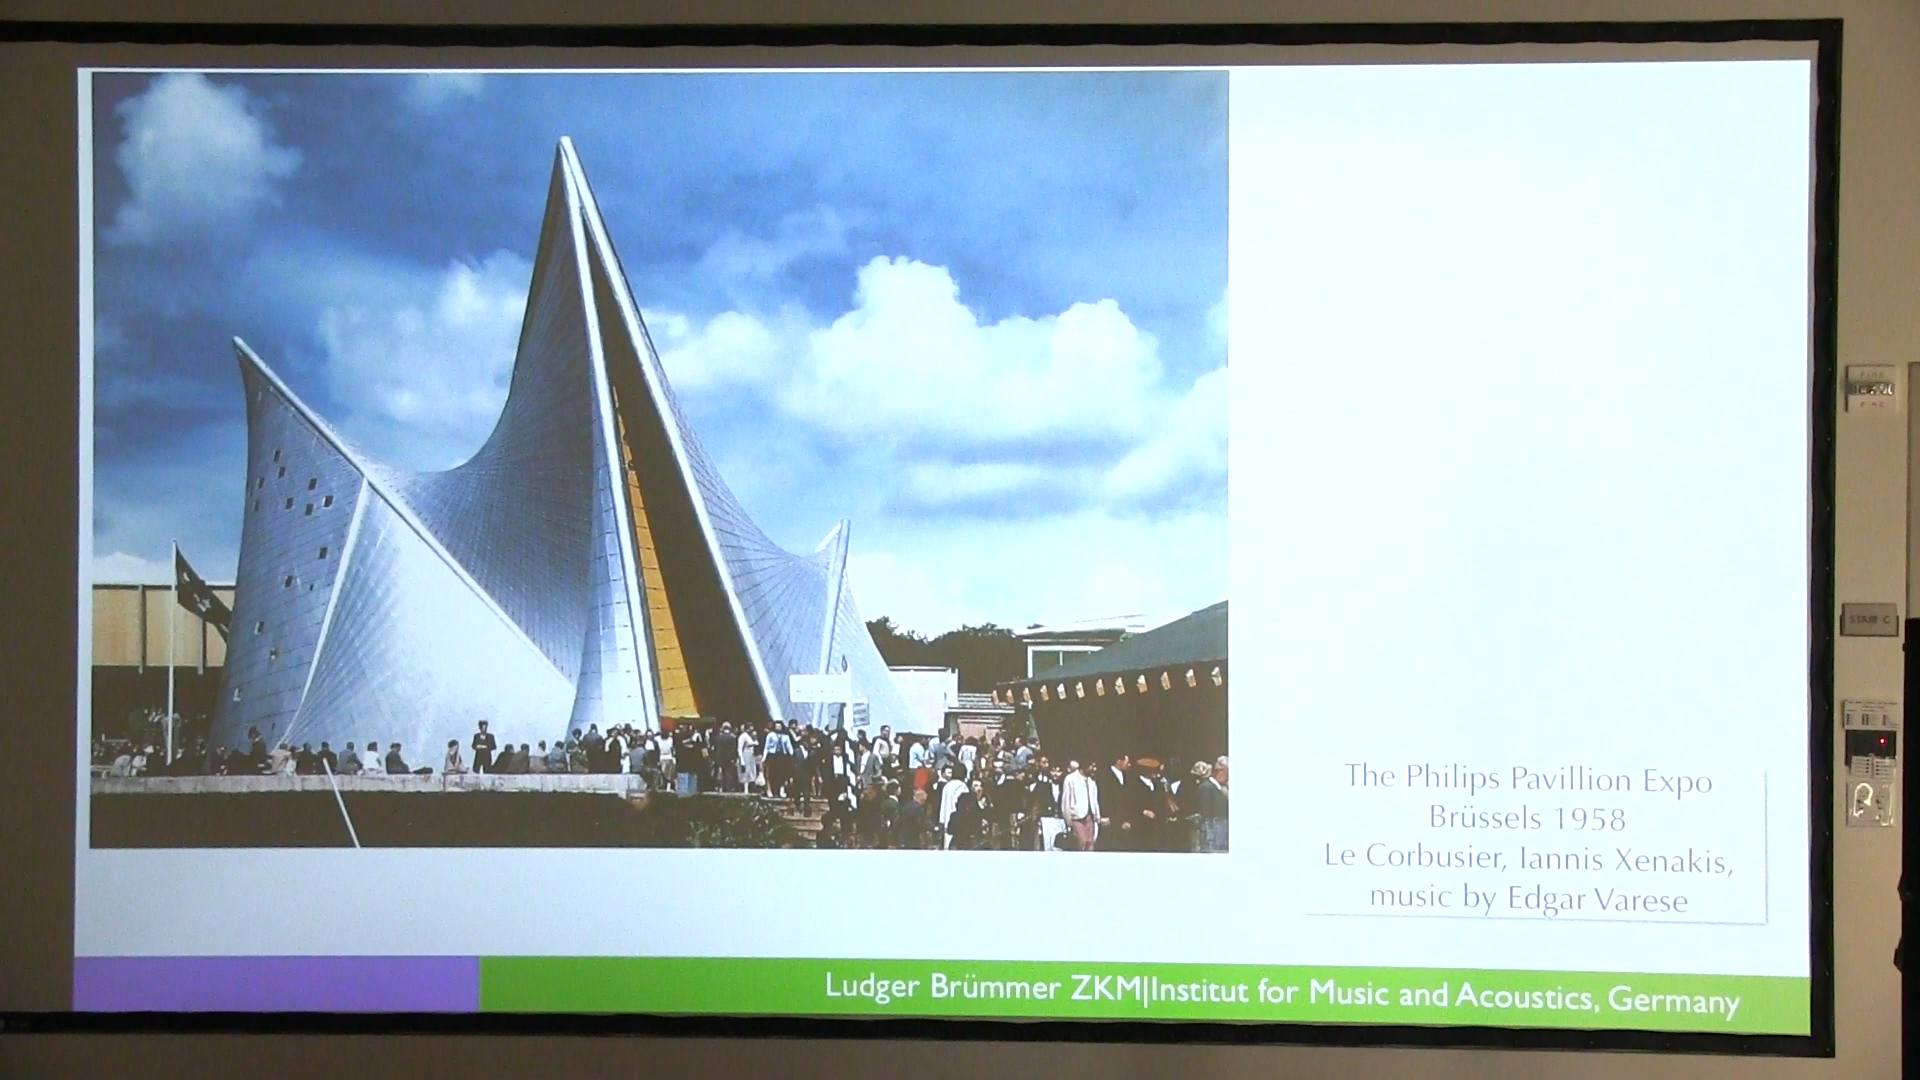 The Philips Pavillion Expo
Brüssels 1958
Le Corbusier, Iannis Xenakis,
music by Edgar Varese
Ludger Brümmer ZKM|Institut for Music and Acoustics, Germany
STAIR C